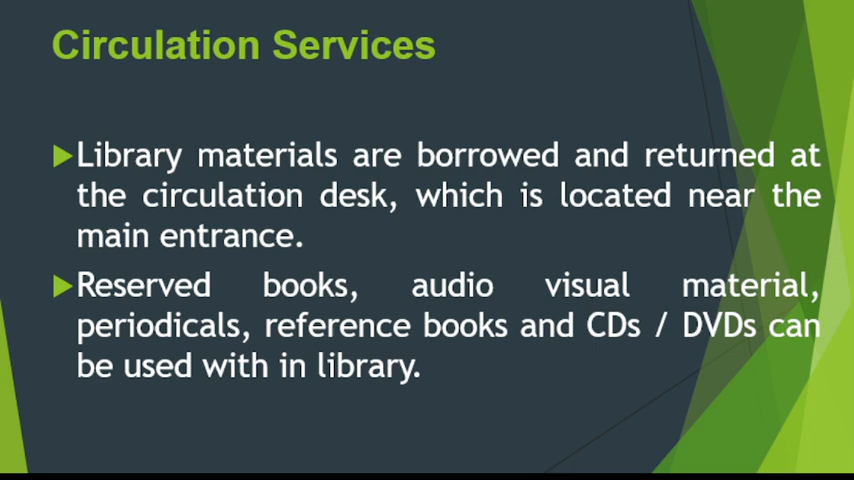 Circulation Services
Library materials are borrowed and returned at
the circulation desk, which is located near the
main entrance.
Reserved books, audio visual material,
periodicals, reference books and CDs / DVDs can
be used with in library.